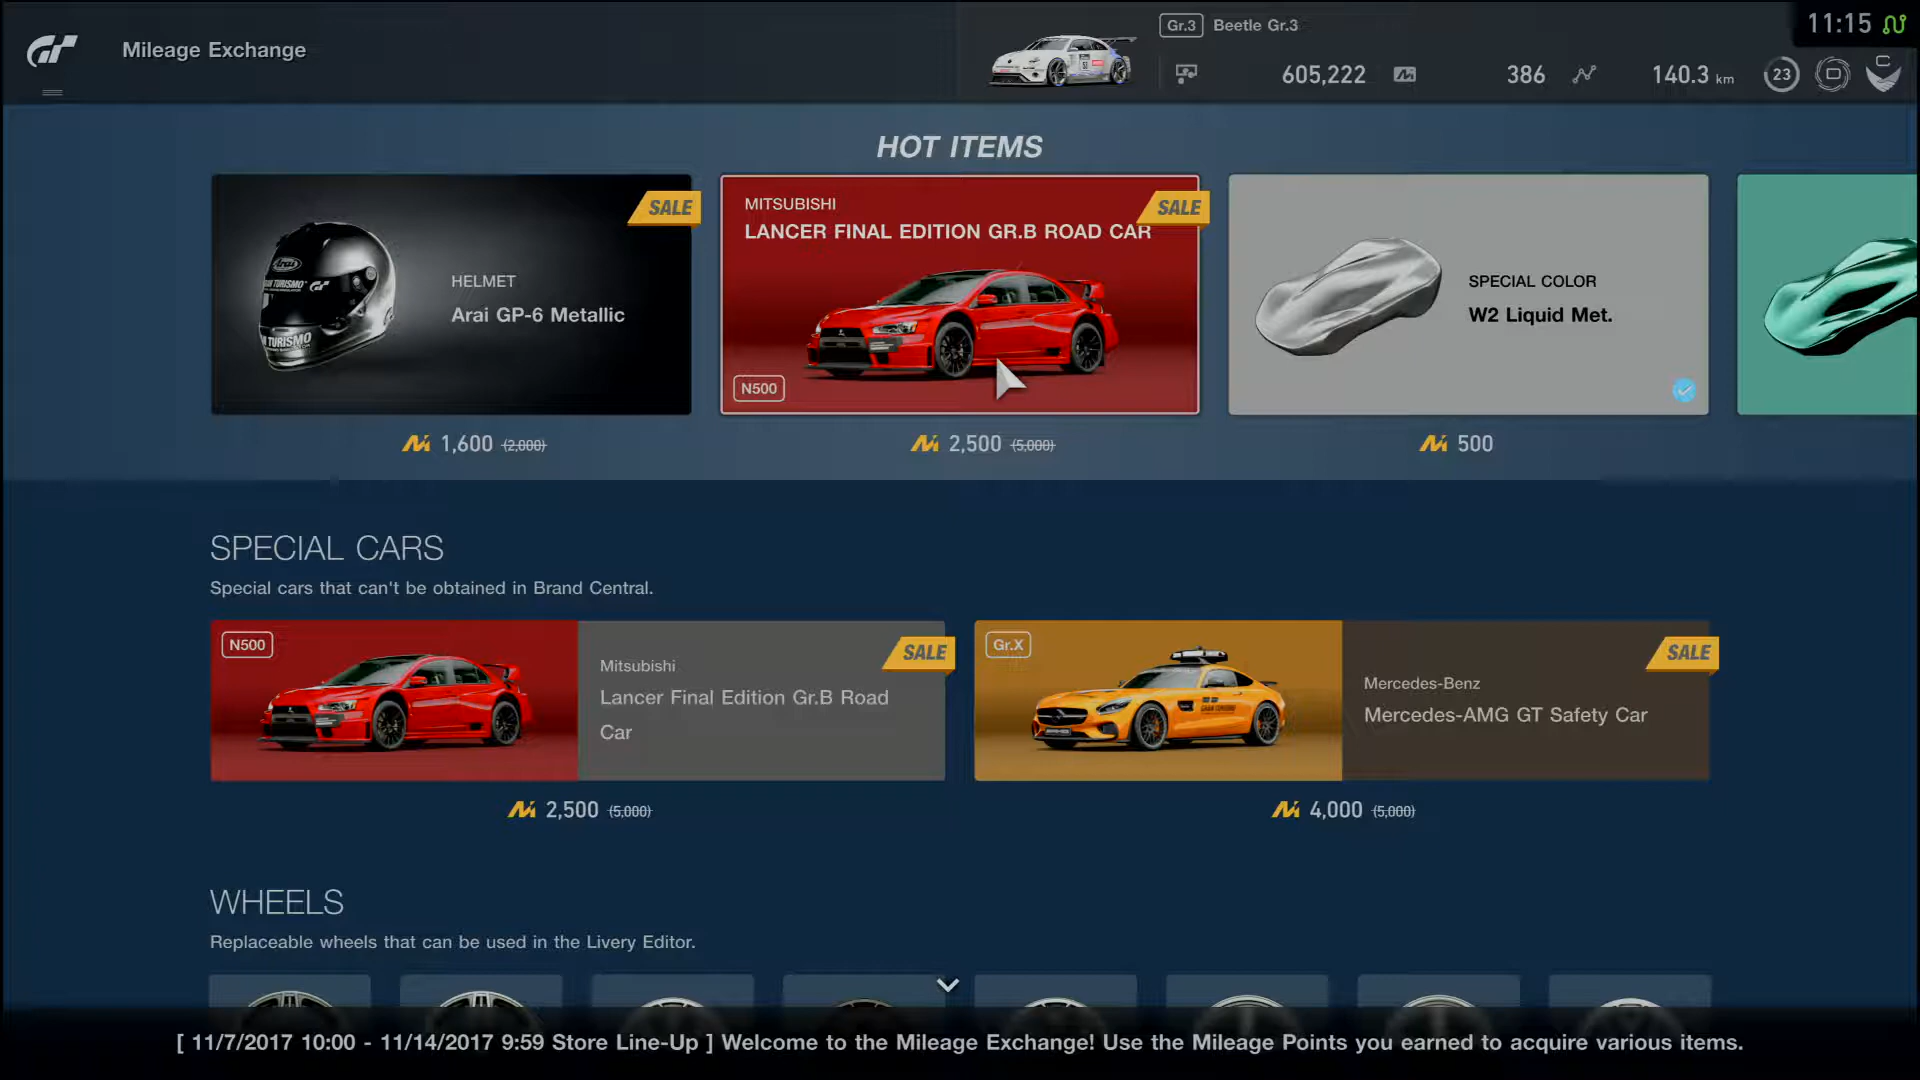 Mileage Exchange
Gr.3 Beetle Gr.3
605,222 386 140.3 km 23 C
11:15
HOT ITEMS
SALE
HELMET
Arai GP-6 Metallic
1,600 (2,000)
MITSUBISHI
SALE
LANCER FINAL EDITION GR.B ROAD CAR
N500
2,500 (5,000)
SPECIAL COLOR
W2 Liquid Met.
500
SPECIAL CARS
Special cars that can't be obtained in Brand Central.
N500
SALE
Mitsubishi
Lancer Final Edition Gr.B Road
Car
2,500 (5,000)
Gr.X
SALE
Mercedes-Benz
Mercedes-AMG GT Safety Car
4,000 (5,000)
WHEELS
Replaceable wheels that can be used in the Livery Editor.
[ 11/7/2017 10:00 - 11/14/2017 9:59 Store Line-Up ] Welcome to the Mileage Exchange! Use the Mileage Points you earned to acquire various items.